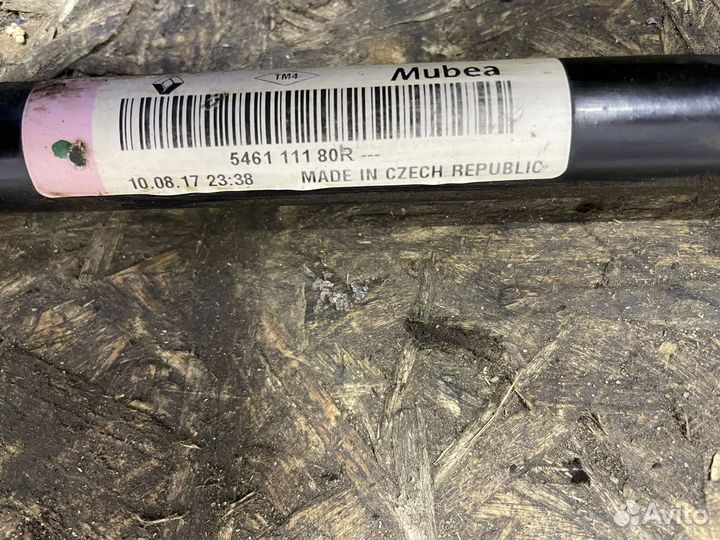 TM4
Mubea
5461 111 80R ---
10.08.17 23:38 MADE IN CZECH REPUBLIC
Avito